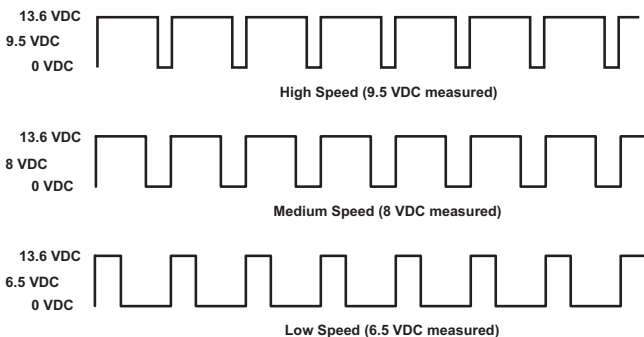 13.6 VDC
9.5 VDC
0 VDC
High Speed (9.5 VDC measured)
13.6 VDC
8 VDC
0 VDC
Medium Speed (8 VDC measured)
13.6 VDC
6.5 VDC
0 VDC
Low Speed (6.5 VDC measured)